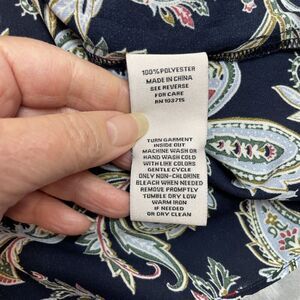 100% POLYESTER
MADE IN CHINA
SEE REVERSE
FOR CARE
RN 103715
TURN GARMENT
INSIDE OUT
MACHINE WASH OR
HAND WASH COLD
WITH LIKE COLORS
GENTLE CYCLE
ONLY NON-CHLORINE
BLEACH WHEN NEEDED
REMOVE PROMPTLY
TUMBLE DRY LOW
WARM IRON
IF NEEDED
OR DRY CLEAN